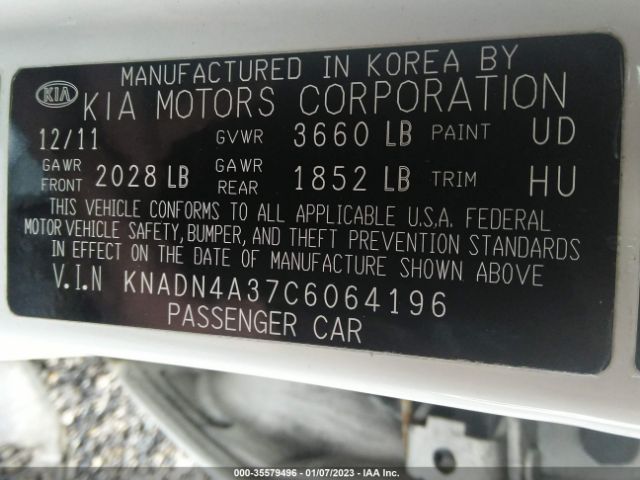 MANUFACTURED IN KOREA BY
KIA KIA MOTORS CORPORATION
12/11 GVWR 3660 LB PAINT UD
GAWR FRONT 2028 LB GAWR REAR 1852 LB TRIM HU
THIS VEHICLE CONFORMS TO ALL APPLICABLE U.S.A. FEDERAL
MOTOR VEHICLE SAFETY, BUMPER, AND THEFT PREVENTION STANDARDS
IN EFFECT ON THE DATE OF MANUFACTURE SHOWN ABOVE
V.I.N KNADN4A37C6064196
PASSENGER CAR
000-35579496 - 01/07/2023 - IAA Inc.